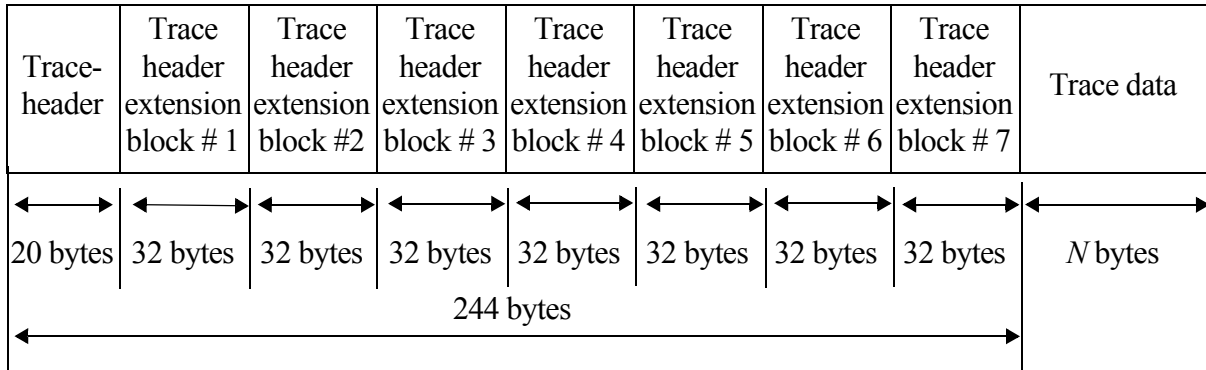 Trace-
header
Trace
header
extension
block # 1
Trace
header
extension
block #2
Trace
header
extension
block # 3
Trace
header
extension
block # 4
Trace
header
extension
block # 5
Trace
header
extension
block # 6
Trace
header
extension
block # 7
Trace data
20 bytes
32 bytes
32 bytes
32 bytes
32 bytes
32 bytes
32 bytes
32 bytes
N bytes
244 bytes